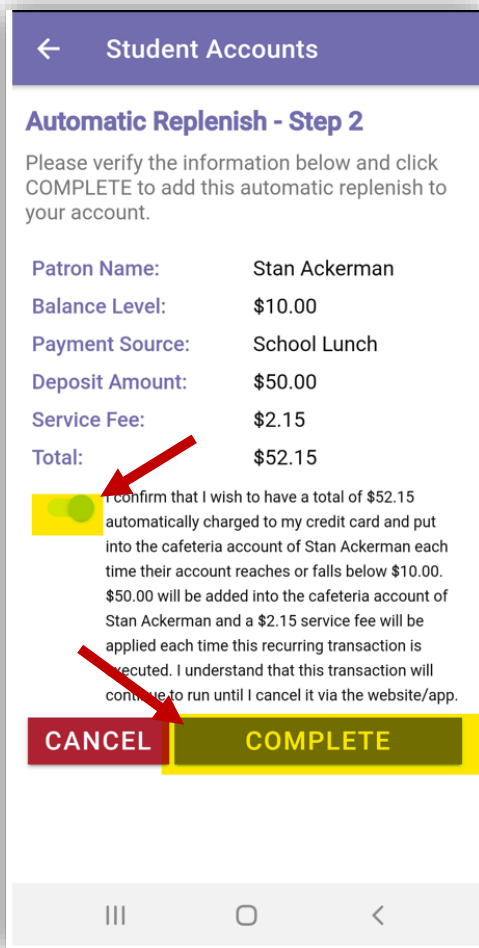 Student Accounts
Automatic Replenish - Step 2
Please verify the information below and click
COMPLETE to add this automatic replenish to
your account.
Patron Name: Stan Ackerman
Balance Level: $10.00
Payment Source: School Lunch
Deposit Amount: $50.00
Service Fee: $2.15
Total: $52.15
I confirm that I wish to have a total of $52.15
automatically charged to my credit card and put
into the cafeteria account of Stan Ackerman each
time their account reaches or falls below $10.00.
$50.00 will be added into the cafeteria account of
Stan Ackerman and a $2.15 service fee will be
applied each time this recurring transaction is
executed. I understand that this transaction will
continue to run until I cancel it via the website/app.
CANCEL COMPLETE